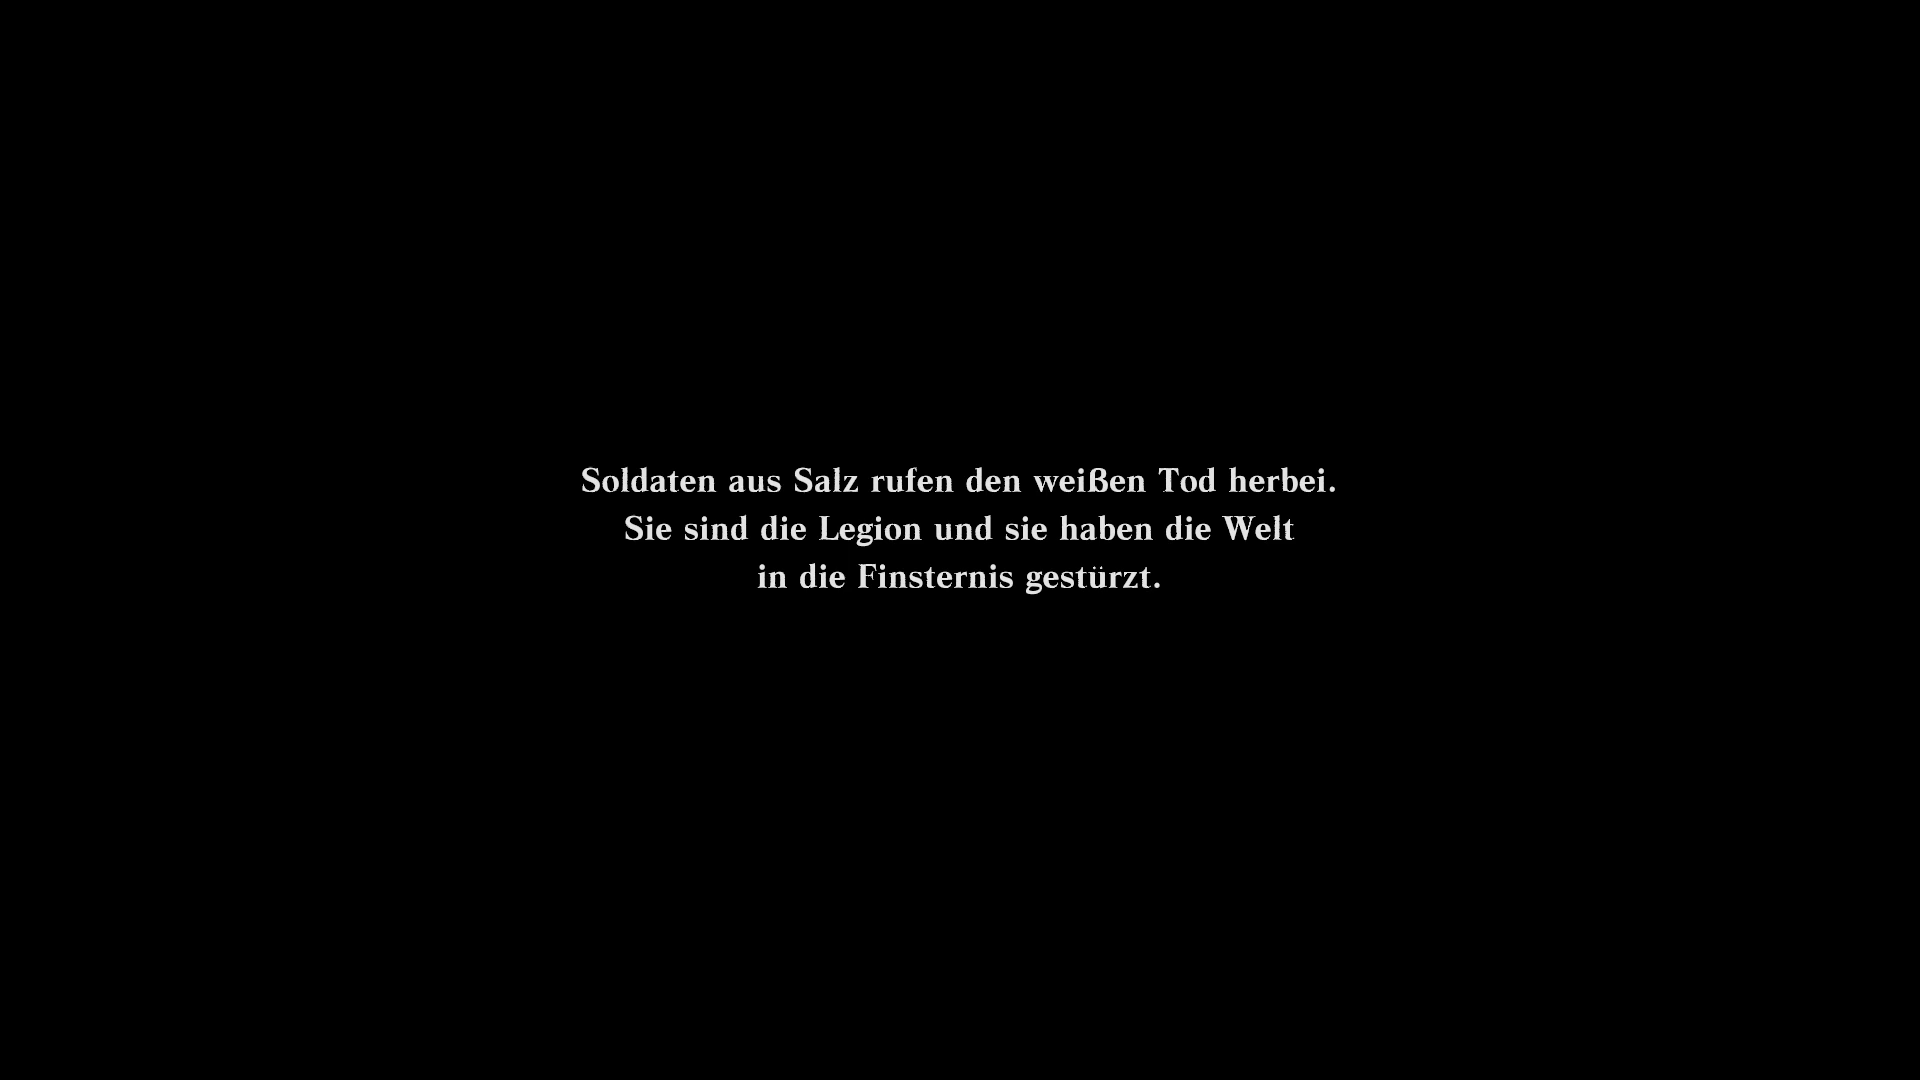 Soldaten aus Salz rufen den weißen Tod herbei.
Sie sind die Legion und sie haben die Welt
in die Finsternis gestürzt.